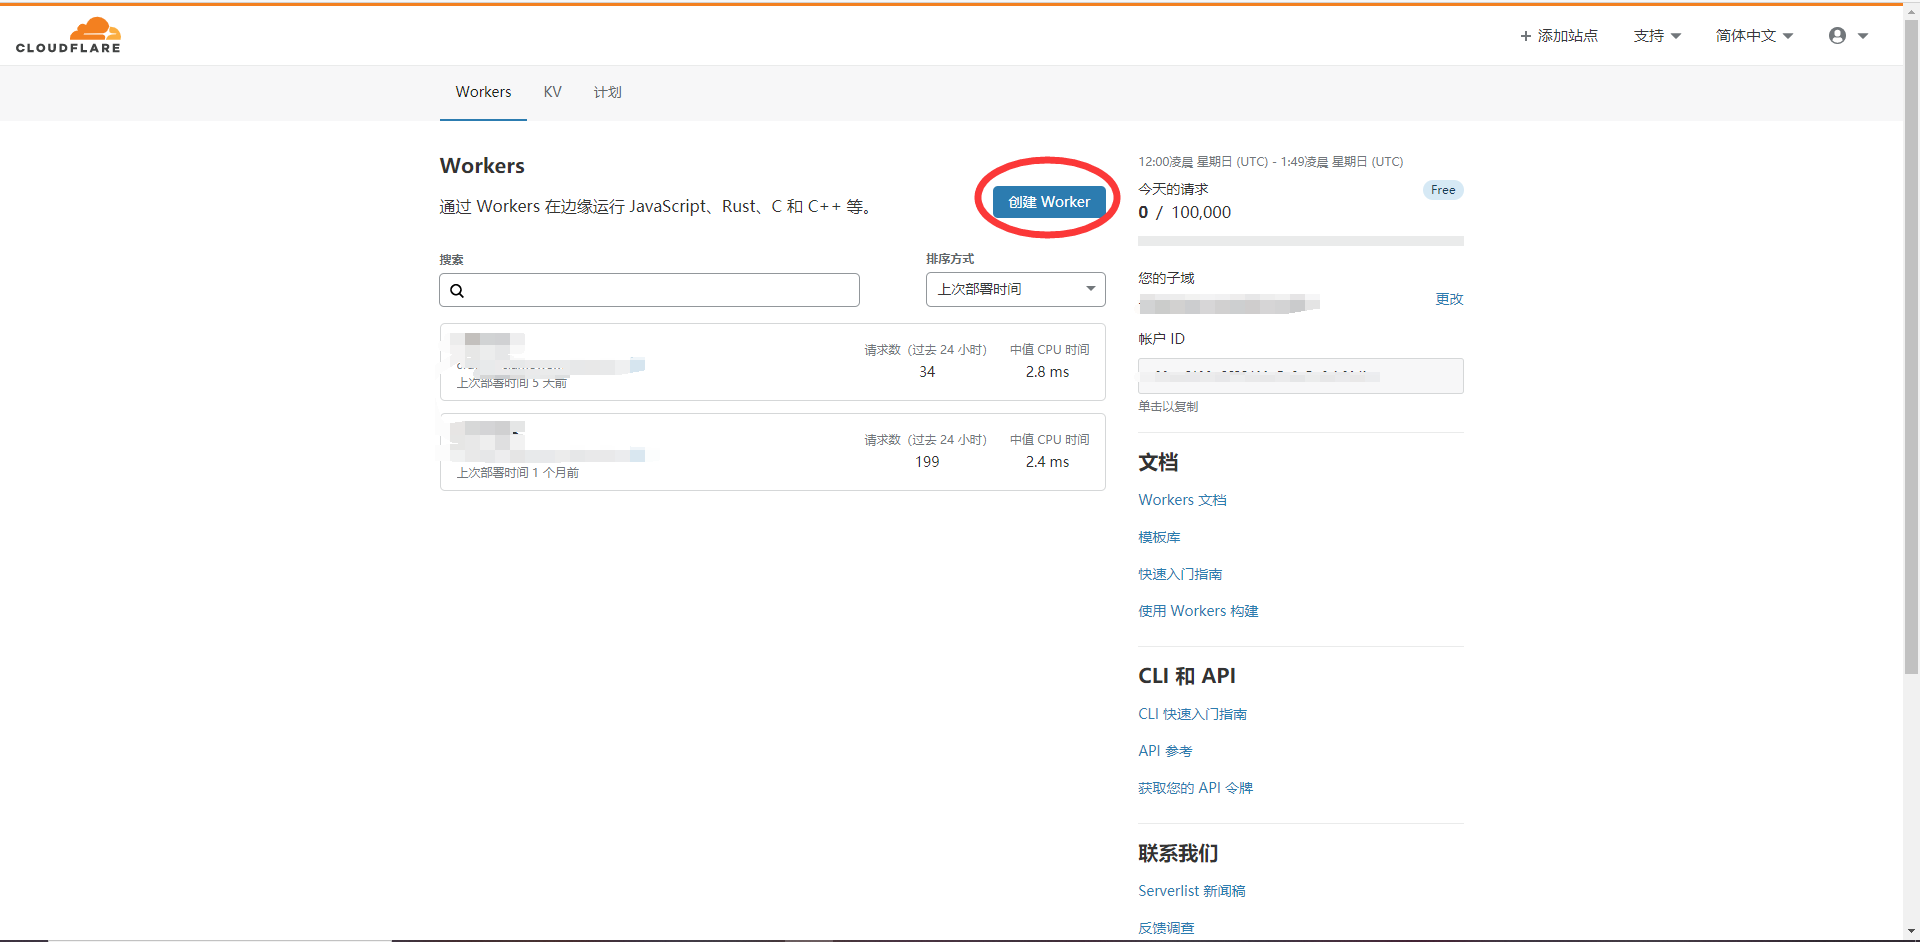 CLOUDFLARE
+ 添加站点
支持
简体中文
Workers
KV
计划
Workers
通过 Workers 在边缘运行 JavaScript、Rust、C 和 C++ 等。
创建 Worker
搜索
排序方式
上次部署时间
请求数（过去 24 小时）
中值 CPU 时间
34
2.8 ms
上次部署时间 5 天前
请求数（过去 24 小时）
中值 CPU 时间
199
2.4 ms
上次部署时间 1 个月前
12:00凌晨 星期日 (UTC) - 1:49凌晨 星期日 (UTC)
今天的请求
Free
0 / 100,000
您的子域
更改
帐户 ID
单击以复制
文档
Workers 文档
模板库
快速入门指南
使用 Workers 构建
CLI 和 API
CLI 快速入门指南
API 参考
获取您的 API 令牌
联系我们
Serverlist 新闻稿
反馈调查